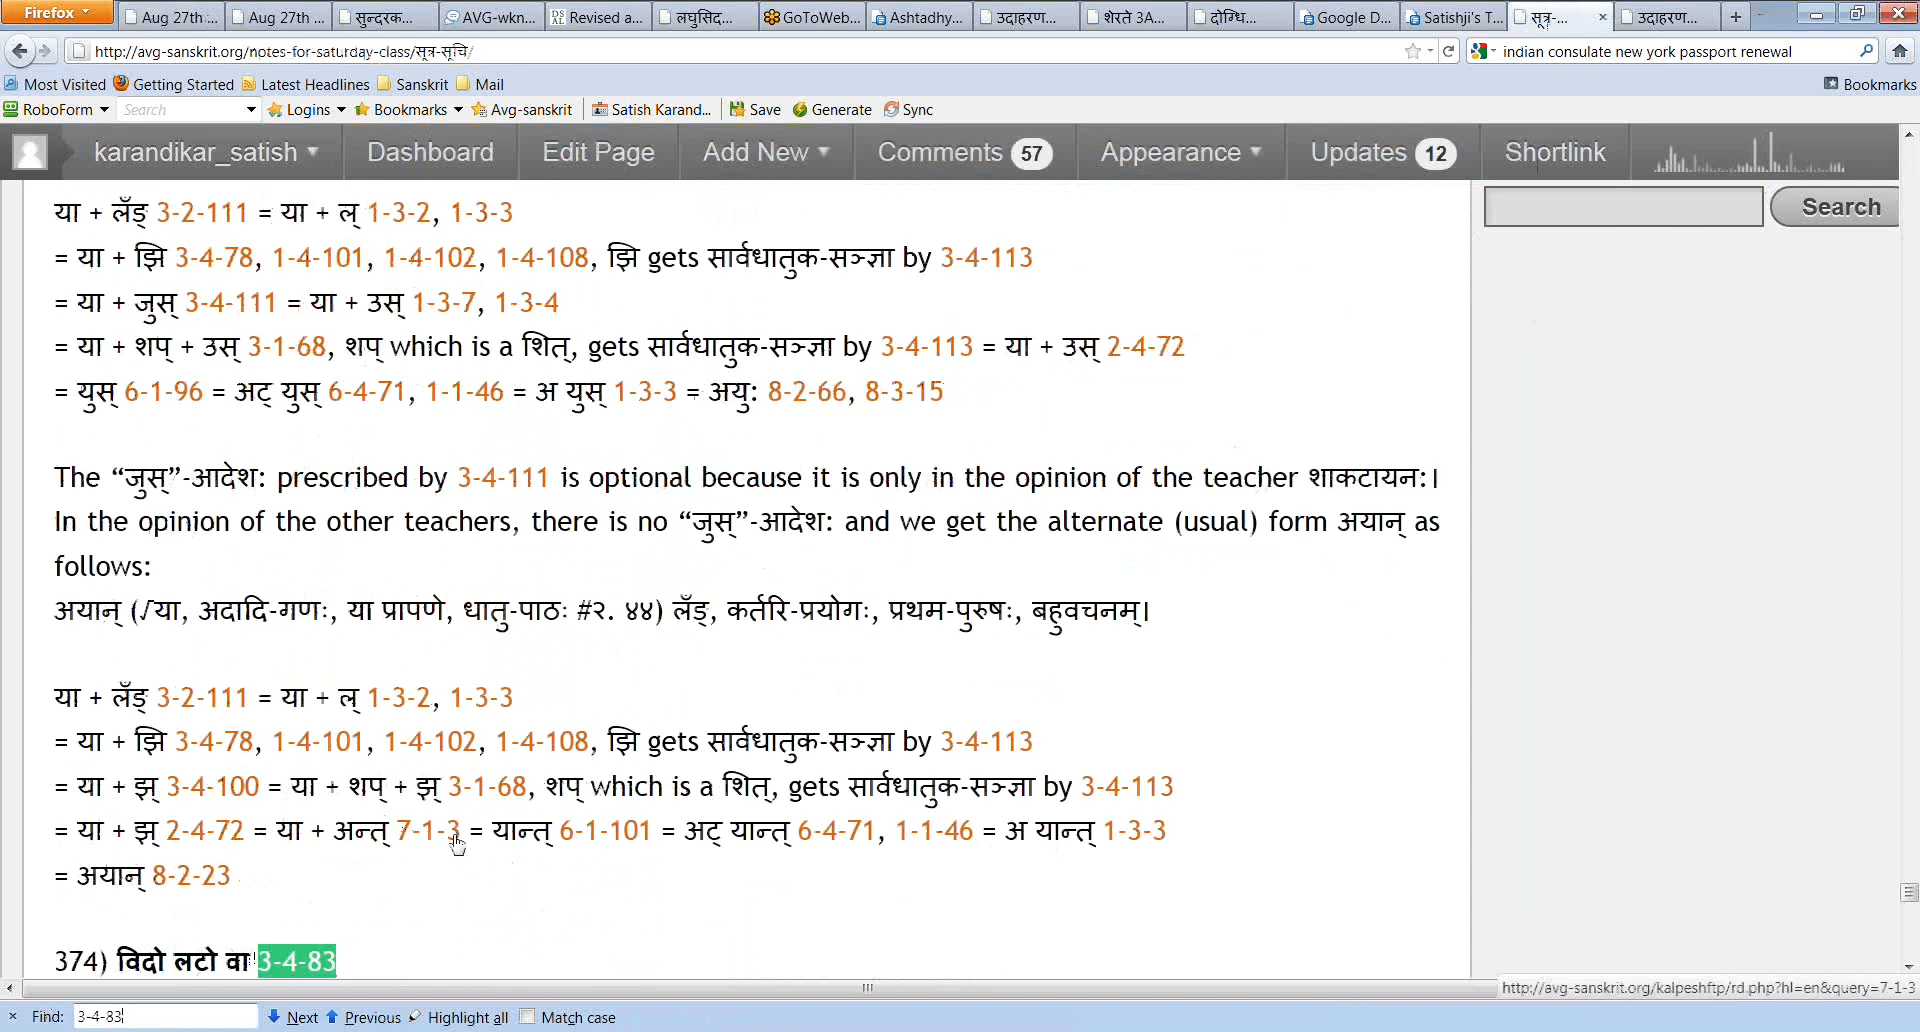 Firefox
Aug 27th ...
Aug 27th ...
सुन्दरक...
AVG-wkn...
Revised a...
लघुसिद्...
GoToWeb...
Ashtadhy...
उदाहरण...
शेरते 3A...
दोग्धि...
Google D...
Satishji's T...
सूत्र-...
उदाहरण...
http://avg-sanskrit.org/notes-for-saturday-class/सूत्र-सूचि/
indian consulate new york passport renewal
Most Visited Getting Started Latest Headlines Sanskrit Mail Bookmarks
RoboForm Search Logins Bookmarks Avg-sanskrit Satish Karand... Save Generate Sync
karandikar_satish Dashboard Edit Page Add New Comments 57 Appearance Updates 12 Shortlink
Search
या + लँङ् 3-2-111 = या + ल् 1-3-2, 1-3-3
= या + झि 3-4-78, 1-4-101, 1-4-102, 1-4-108, झि gets सार्वधातुक-सञ्ज्ञा by 3-4-113
= या + जुस् 3-4-111 = या + उस् 1-3-7, 1-3-4
= या + शप् + उस् 3-1-68, शप् which is a शित्, gets सार्वधातुक-सञ्ज्ञा by 3-4-113 = या + उस् 2-4-72
= युस् 6-1-96 = अट् युस् 6-4-71, 1-1-46 = अ युस् 1-3-3 = अयु: 8-2-66, 8-3-15
The “जुस्”-आदेश: prescribed by 3-4-111 is optional because it is only in the opinion of the teacher शाकटायन:।
In the opinion of the other teachers, there is no “जुस्”-आदेश: and we get the alternate (usual) form अयान् as
follows:
अयान् (√या, अदादि-गणः, या प्रापणे, धातु-पाठः #२. ४४) लँङ्, कर्तरि-प्रयोगः, प्रथम-पुरुषः, बहुवचनम्।
या + लँङ् 3-2-111 = या + ल् 1-3-2, 1-3-3
= या + झि 3-4-78, 1-4-101, 1-4-102, 1-4-108, झि gets सार्वधातुक-सञ्ज्ञा by 3-4-113
= या + झ् 3-4-100 = या + शप् + झ् 3-1-68, शप् which is a शित्, gets सार्वधातुक-सञ्ज्ञा by 3-4-113
= या + झ् 2-4-72 = या + अन्त् 7-1-3 = यान्त् 6-1-101 = अट् यान्त् 6-4-71, 1-1-46 = अ यान्त् 1-3-3
= अयान् 8-2-23
374) विदो लटो वा 3-4-83
http://avg-sanskrit.org/kalpeshftp/rd.php?hl=en&query=7-1-3
Find: 3-4-83 Next Previous Highlight all Match case